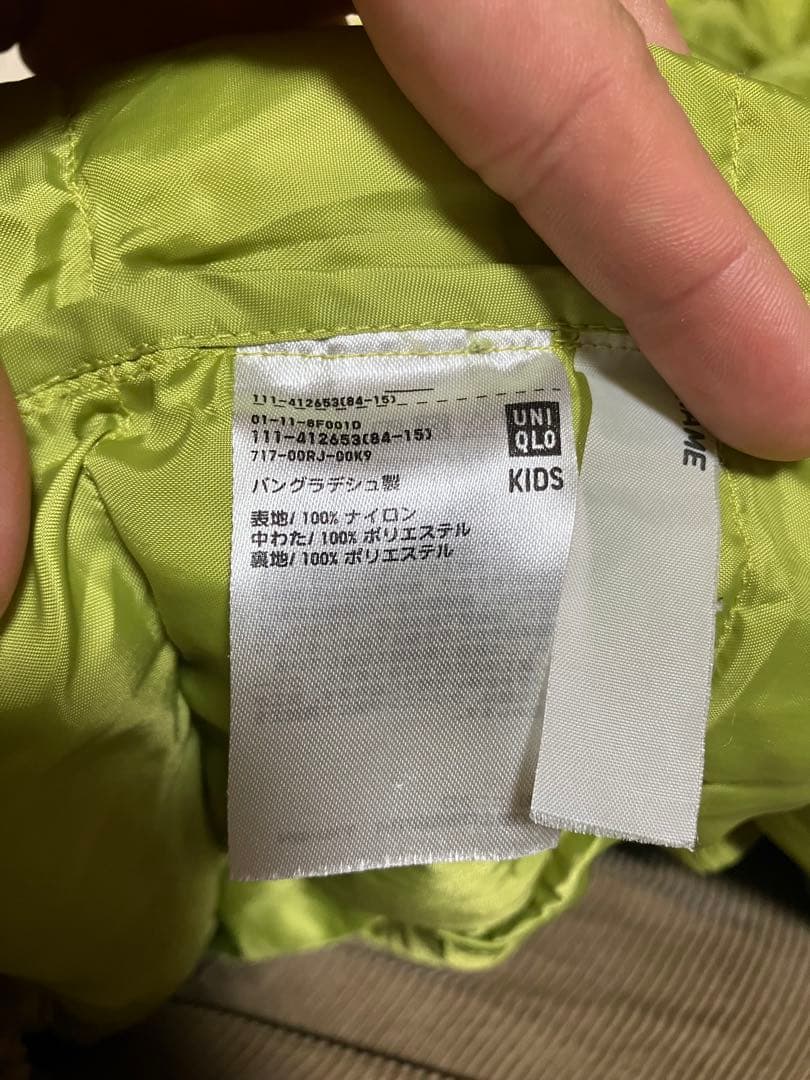 111-412653(84-15)
01-11-8F001D
111-412653(84-15)
717-00RJ-00K9
バングラデシュ製
表地/ 100% ナイロン
中わた/ 100% ポリエステル
裏地/ 100% ポリエステル
UNI
QLO
KIDS